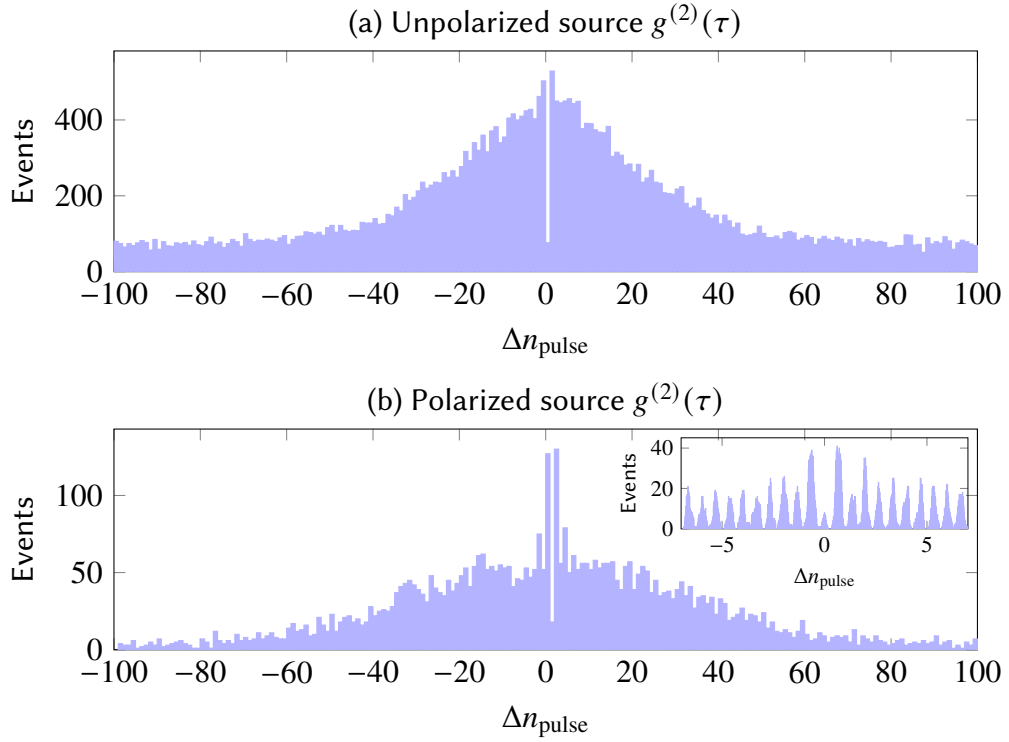 (a) Unpolarized source g⁽²⁾(τ)
Events
400
200
0
−100 −80 −60 −40 −20 0 20 40 60 80 100
Δn_pulse
(b) Polarized source g⁽²⁾(τ)
Events
100
50
0
−100 −80 −60 −40 −20 0 20 40 60 80 100
Δn_pulse
Events
40
20
0
−5 0 5
Δn_pulse